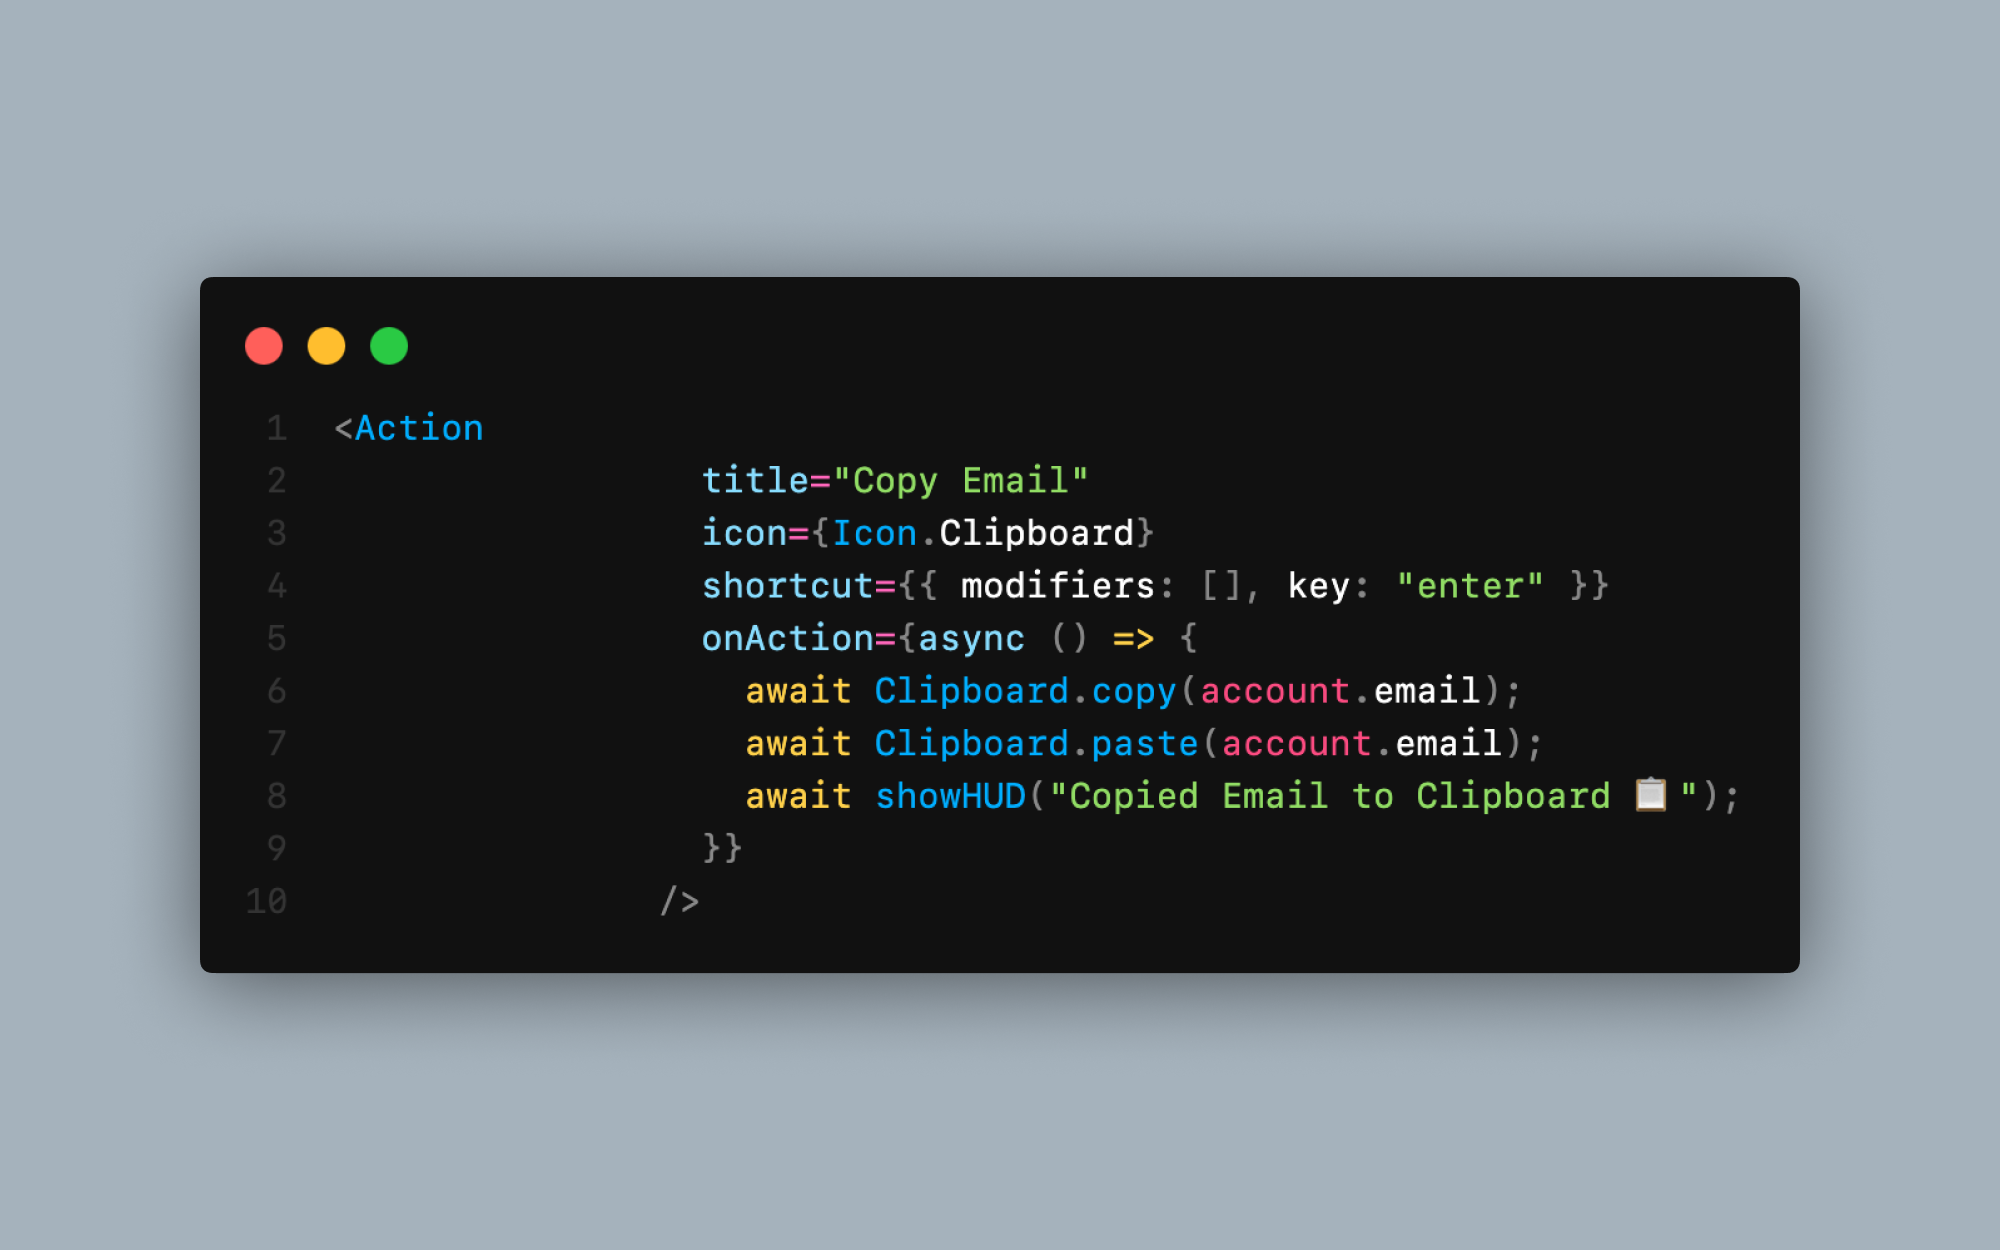 1 <Action
2 title="Copy Email"
3 icon={Icon.Clipboard}
4 shortcut={{ modifiers: [], key: "enter" }}
5 onAction={async () => {
6 await Clipboard.copy(account.email);
7 await Clipboard.paste(account.email);
8 await showHUD("Copied Email to Clipboard 📋");
9 }}
10 />